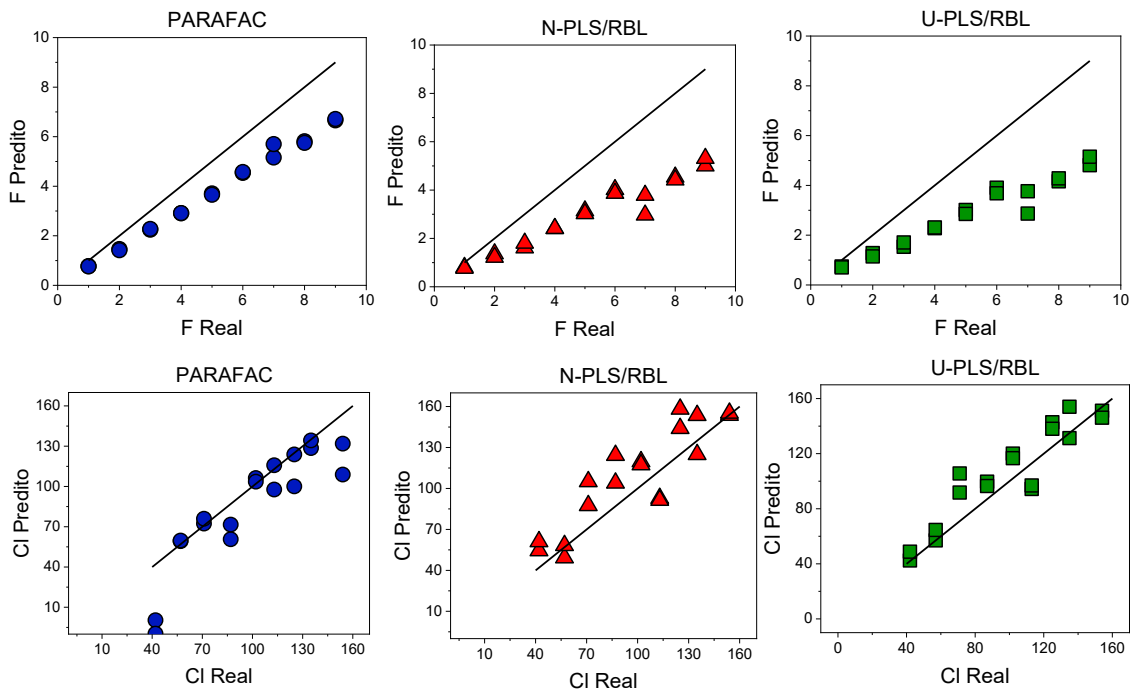 PARAFAC
10
8
6
4
2
0
F Predito
0 2 4 6 8 10
F Real
N-PLS/RBL
10
8
6
4
2
0
F Predito
0 2 4 6 8 10
F Real
U-PLS/RBL
10
8
6
4
2
0
F Predito
0 2 4 6 8 10
F Real
PARAFAC
160
130
100
70
40
10
Cl Predito
10 40 70 100 130 160
Cl Real
N-PLS/RBL
160
130
100
70
40
10
Cl Predito
10 40 70 100 130 160
Cl Real
U-PLS/RBL
160
120
80
40
0
Cl Predito
0 40 80 120 160
Cl Real